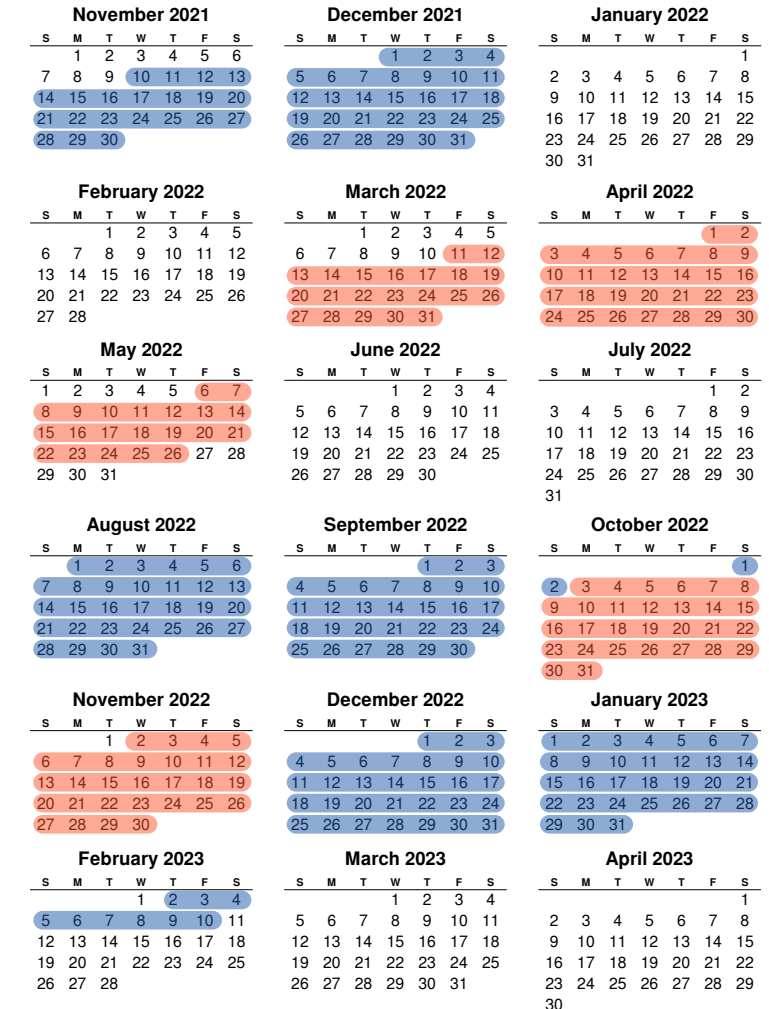 November 2021 December 2021 January 2022
S M T W T F S S M T W T F S S M T W T F S
1 2 3 4 5 6 1 2 3 4 1
7 8 9 10 11 12 13 5 6 7 8 9 10 11 2 3 4 5 6 7 8
14 15 16 17 18 19 20 12 13 14 15 16 17 18 9 10 11 12 13 14 15
21 22 23 24 25 26 27 19 20 21 22 23 24 25 16 17 18 19 20 21 22
28 29 30 26 27 28 29 30 31 23 24 25 26 27 28 29
30 31
February 2022 March 2022 April 2022
S M T W T F S S M T W T F S S M T W T F S
1 2 3 4 5 1 2 3 4 5 1 2
6 7 8 9 10 11 12 6 7 8 9 10 11 12 3 4 5 6 7 8 9
13 14 15 16 17 18 19 13 14 15 16 17 18 19 10 11 12 13 14 15 16
20 21 22 23 24 25 26 20 21 22 23 24 25 26 17 18 19 20 21 22 23
27 28 27 28 29 30 31 24 25 26 27 28 29 30
May 2022 June 2022 July 2022
S M T W T F S S M T W T F S S M T W T F S
1 2 3 4 5 6 7 1 2 3 4 1 2
8 9 10 11 12 13 14 5 6 7 8 9 10 11 3 4 5 6 7 8 9
15 16 17 18 19 20 21 12 13 14 15 16 17 18 10 11 12 13 14 15 16
22 23 24 25 26 27 28 19 20 21 22 23 24 25 17 18 19 20 21 22 23
29 30 31 26 27 28 29 30 24 25 26 27 28 29 30
31
August 2022 September 2022 October 2022
S M T W T F S S M T W T F S S M T W T F S
1 2 3 4 5 6 1 2 3 1
7 8 9 10 11 12 13 4 5 6 7 8 9 10 2 3 4 5 6 7 8
14 15 16 17 18 19 20 11 12 13 14 15 16 17 9 10 11 12 13 14 15
21 22 23 24 25 26 27 18 19 20 21 22 23 24 16 17 18 19 20 21 22
28 29 30 31 25 26 27 28 29 30 23 24 25 26 27 28 29
30 31
November 2022 December 2022 January 2023
S M T W T F S S M T W T F S S M T W T F S
1 2 3 4 5 1 2 3 1 2 3 4 5 6 7
6 7 8 9 10 11 12 4 5 6 7 8 9 10 8 9 10 11 12 13 14
13 14 15 16 17 18 19 11 12 13 14 15 16 17 15 16 17 18 19 20 21
20 21 22 23 24 25 26 18 19 20 21 22 23 24 22 23 24 25 26 27 28
27 28 29 30 25 26 27 28 29 30 31 29 30 31
February 2023 March 2023 April 2023
S M T W T F S S M T W T F S S M T W T F S
1 2 3 4 1 2 3 4 1
5 6 7 8 9 10 11 5 6 7 8 9 10 11 2 3 4 5 6 7 8
12 13 14 15 16 17 18 12 13 14 15 16 17 18 9 10 11 12 13 14 15
19 20 21 22 23 24 25 19 20 21 22 23 24 25 16 17 18 19 20 21 22
26 27 28 26 27 28 29 30 31 23 24 25 26 27 28 29
30